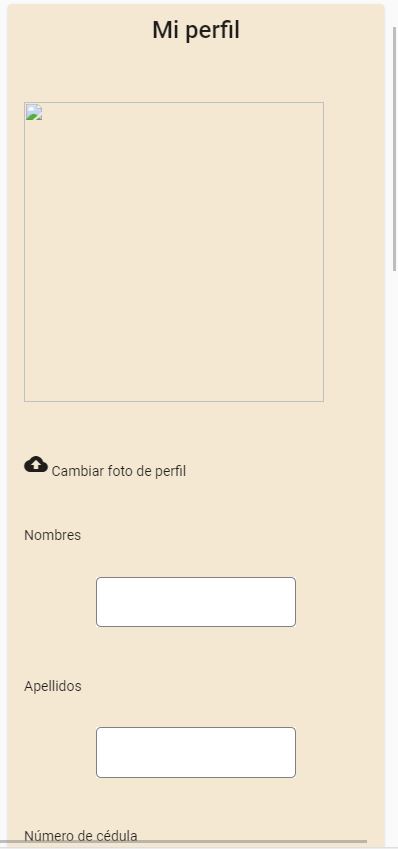 Mi perfil
Cambiar foto de perfil
Nombres
Apellidos
Número de cédula